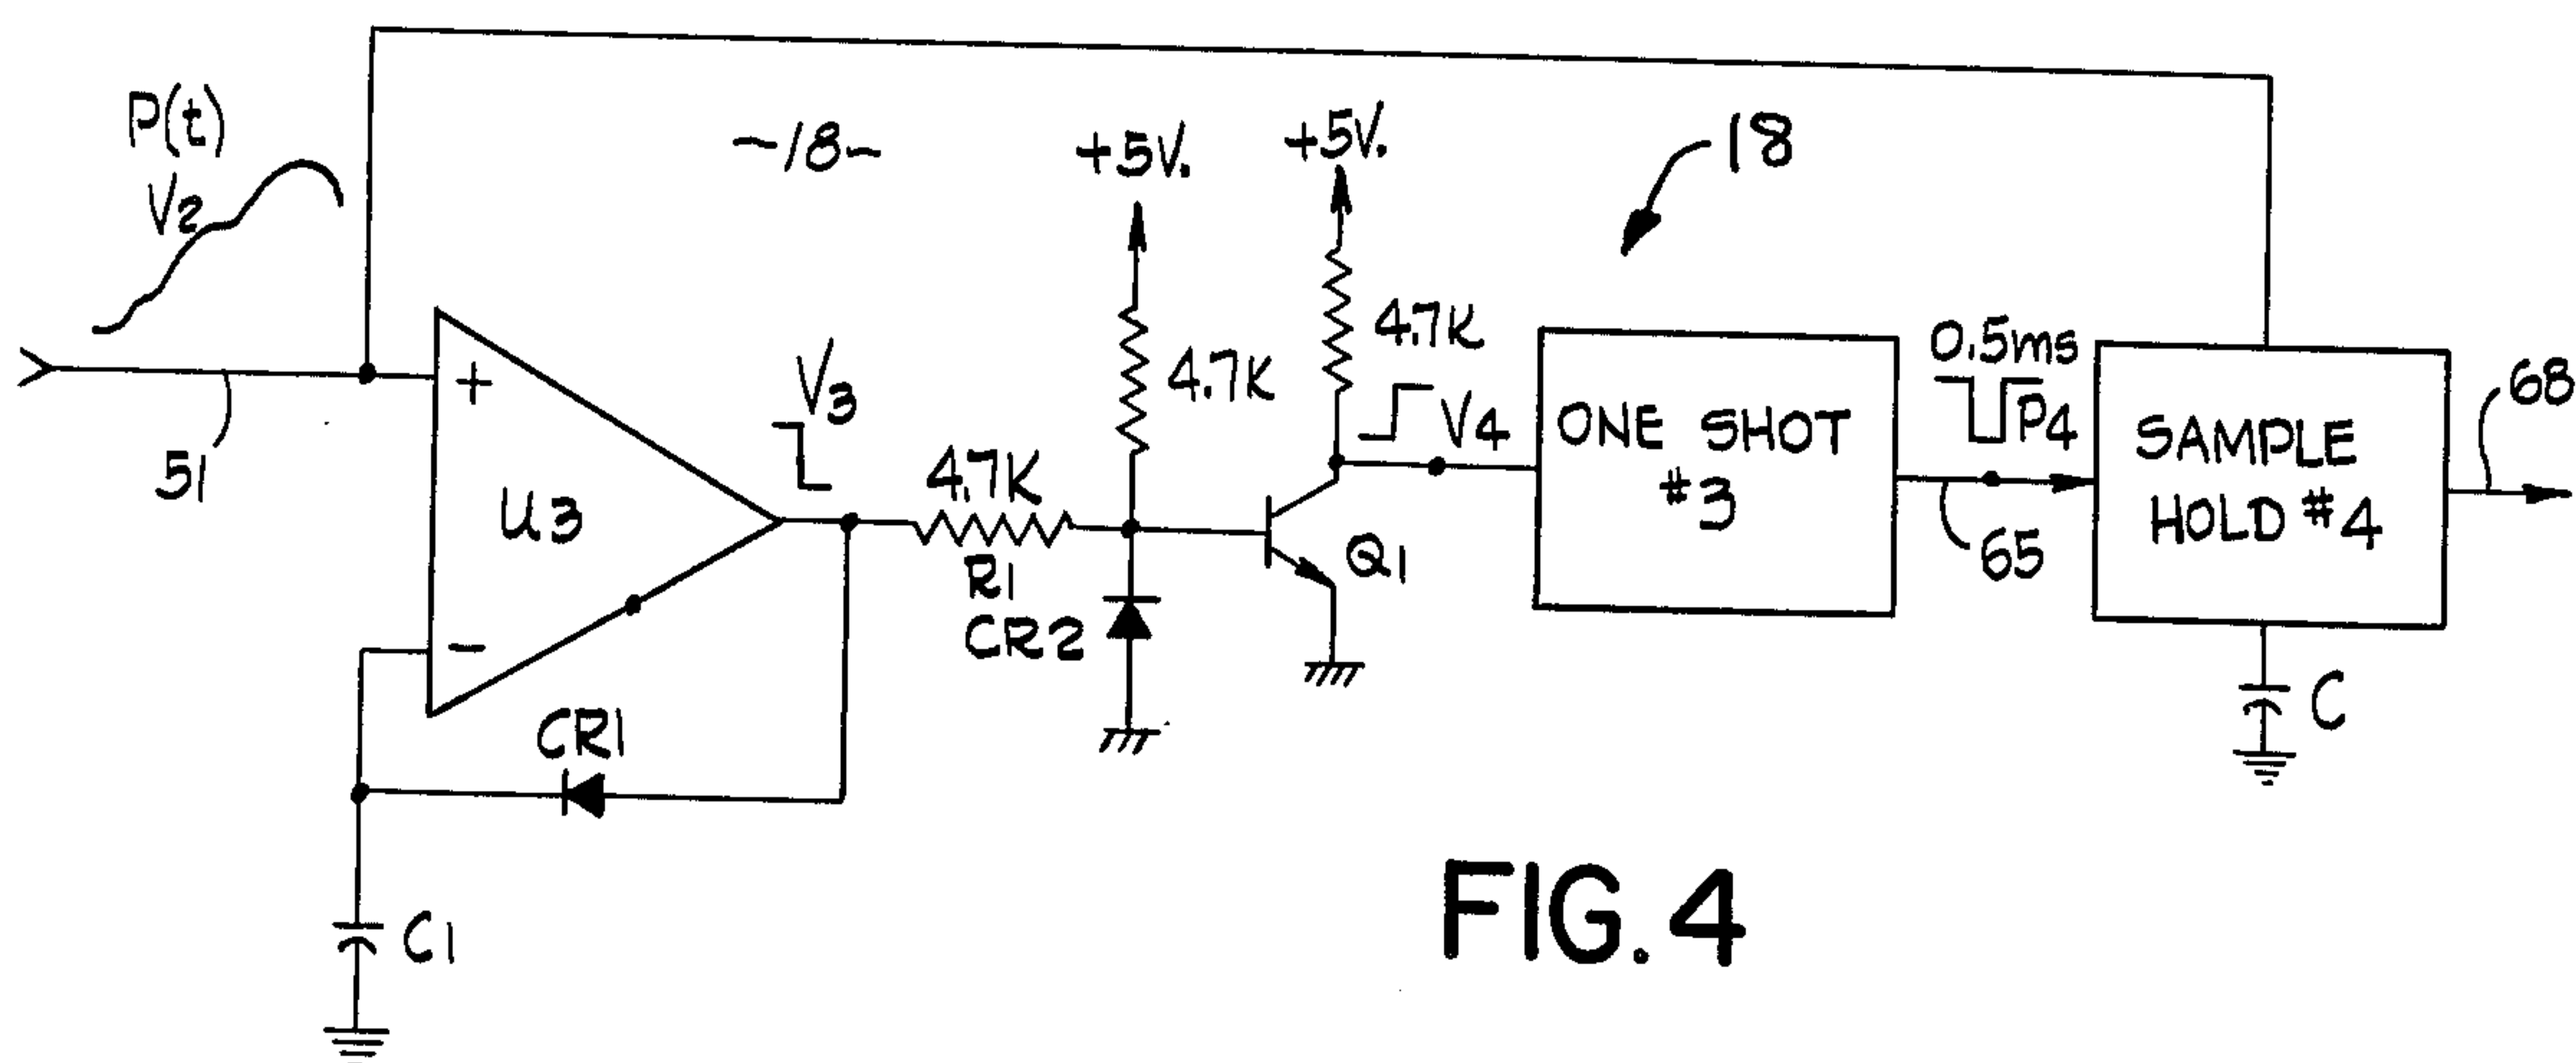 P(t)
V2
-18-
+5V.
+5V.
18
51
+
U3
-
V3
4.7K
R1
4.7K
4.7K
CR2
Q1
V4
ONE SHOT
#3
0.5ms
P4
65
SAMPLE
HOLD #4
68
C
CR1
C1
FIG. 4